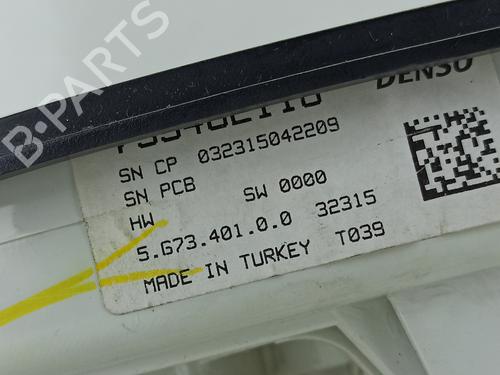 B-PARTS
DENSO
SN CP 032315042209
SN PCB
HW SW 0000
5.673.401.0.0 32315
MADE IN TURKEY T039